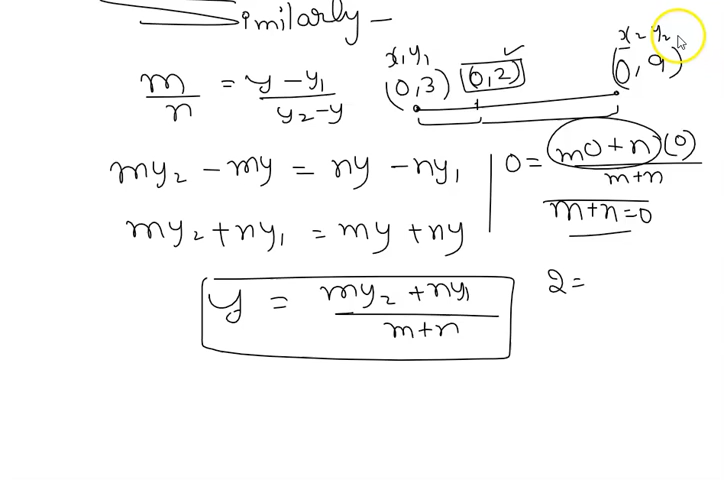 Similarly -
x₁y₁
x₂ y₂
m/n = y - y₁ / y₂ - y
(0,3) (0,2) ✓ (0,9)
my₂ - my = ny - ny₁
0 = m0 + n(0) / m+n
my₂ + ny₁ = my + ny
m+n = 0
y = my₂ + ny₁ / m+n
2 =